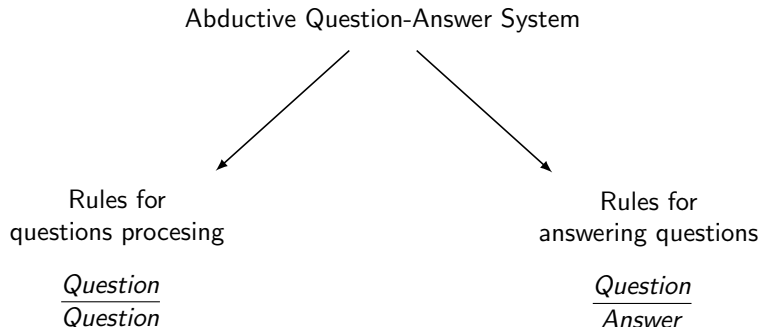 Abductive Question-Answer System
Rules for
questions procesing
Question
Question
Rules for
answering questions
Question
Answer